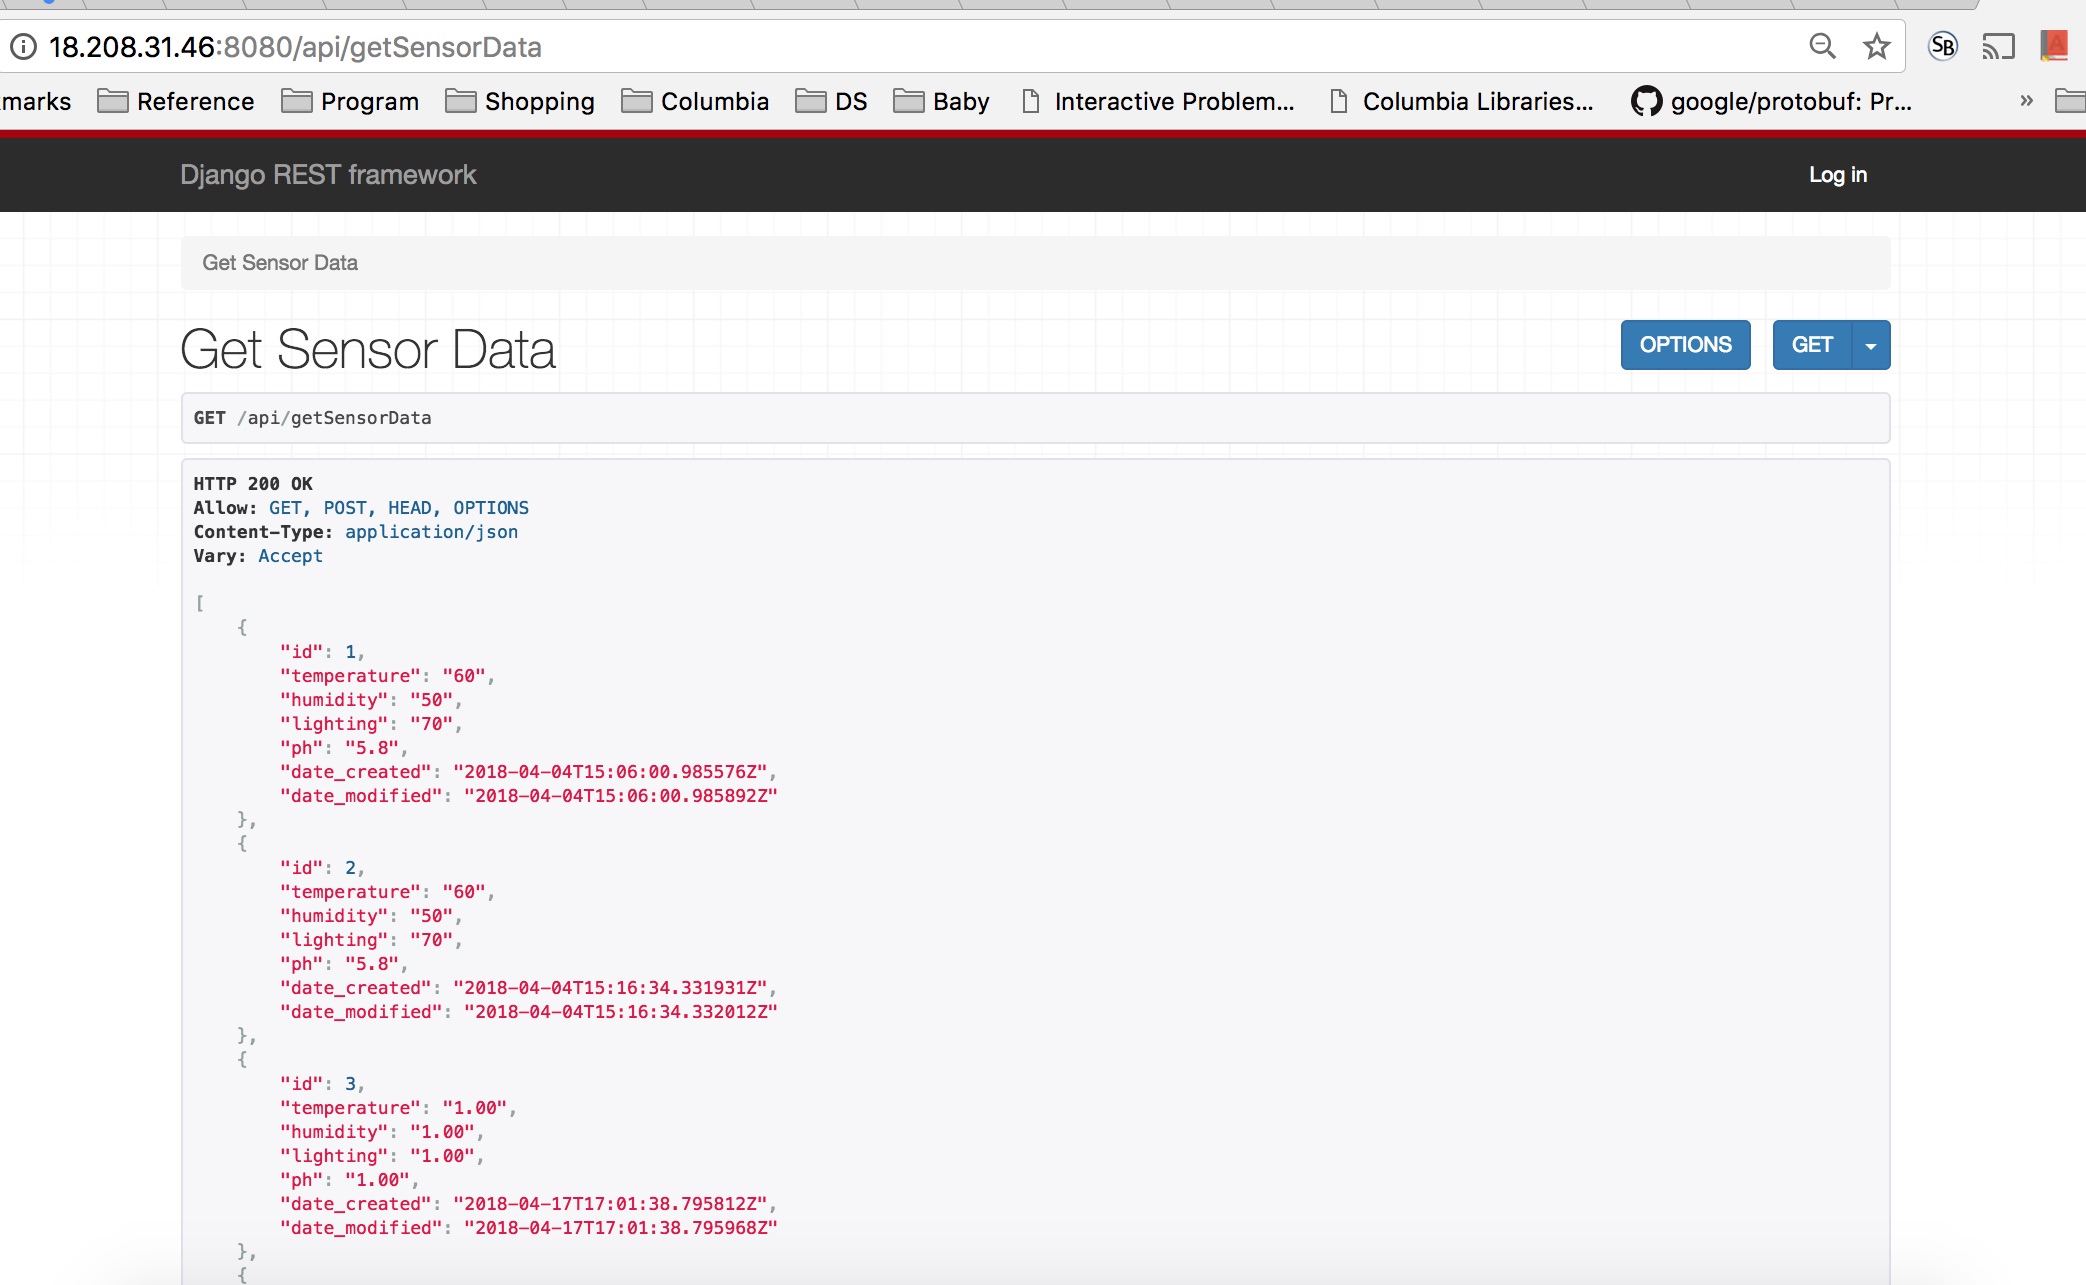 18.208.31.46:8080/api/getSensorData
SB
A
marks Reference Program Shopping Columbia DS Baby Interactive Problem... Columbia Libraries... google/protobuf: Pr... »
Django REST framework Log in
Get Sensor Data
Get Sensor Data OPTIONS GET
GET /api/getSensorData
HTTP 200 OK
Allow: GET, POST, HEAD, OPTIONS
Content-Type: application/json
Vary: Accept
[
{
"id": 1,
"temperature": "60",
"humidity": "50",
"lighting": "70",
"ph": "5.8",
"date_created": "2018-04-04T15:06:00.985576Z",
"date_modified": "2018-04-04T15:06:00.985892Z"
},
{
"id": 2,
"temperature": "60",
"humidity": "50",
"lighting": "70",
"ph": "5.8",
"date_created": "2018-04-04T15:16:34.331931Z",
"date_modified": "2018-04-04T15:16:34.332012Z"
},
{
"id": 3,
"temperature": "1.00",
"humidity": "1.00",
"lighting": "1.00",
"ph": "1.00",
"date_created": "2018-04-17T17:01:38.795812Z",
"date_modified": "2018-04-17T17:01:38.795968Z"
},
{